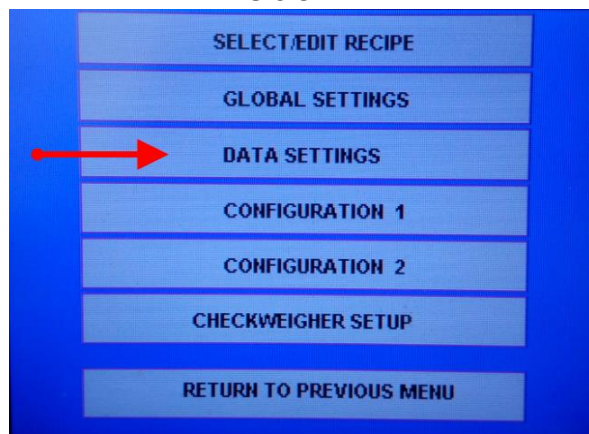 SELECT/EDIT RECIPE
GLOBAL SETTINGS
DATA SETTINGS
CONFIGURATION 1
CONFIGURATION 2
CHECKWEIGHER SETUP
RETURN TO PREVIOUS MENU